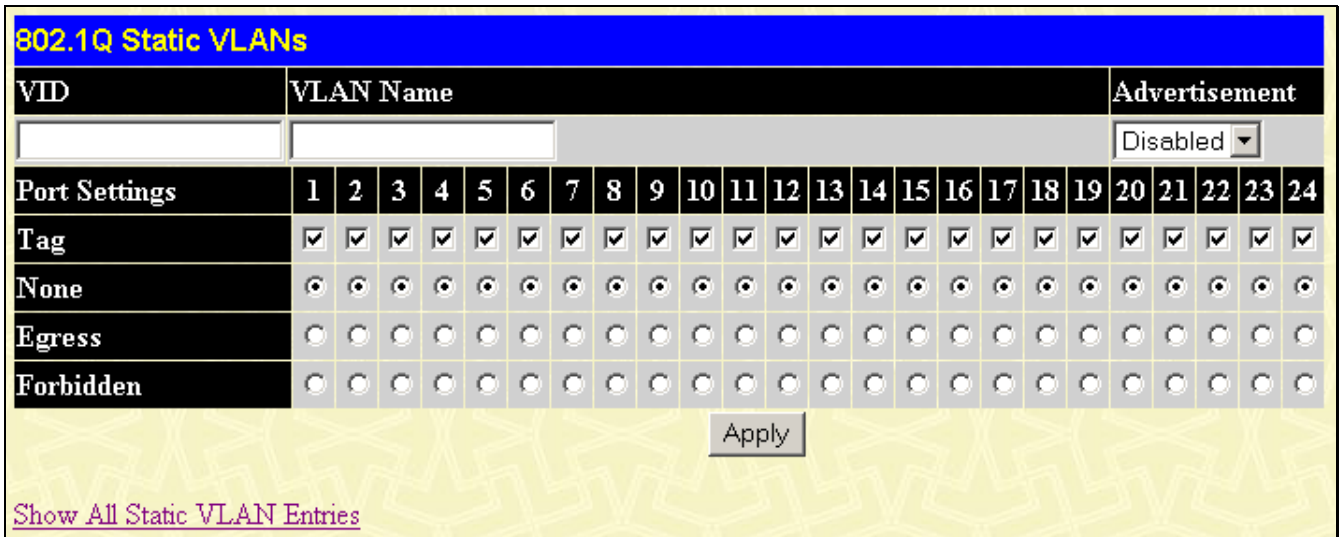 802.1Q Static VLANs
VID VLAN Name Advertisement
Disabled
Port Settings 1 2 3 4 5 6 7 8 9 10 11 12 13 14 15 16 17 18 19 20 21 22 23 24
Tag
None
Egress
Forbidden
Apply
Show All Static VLAN Entries